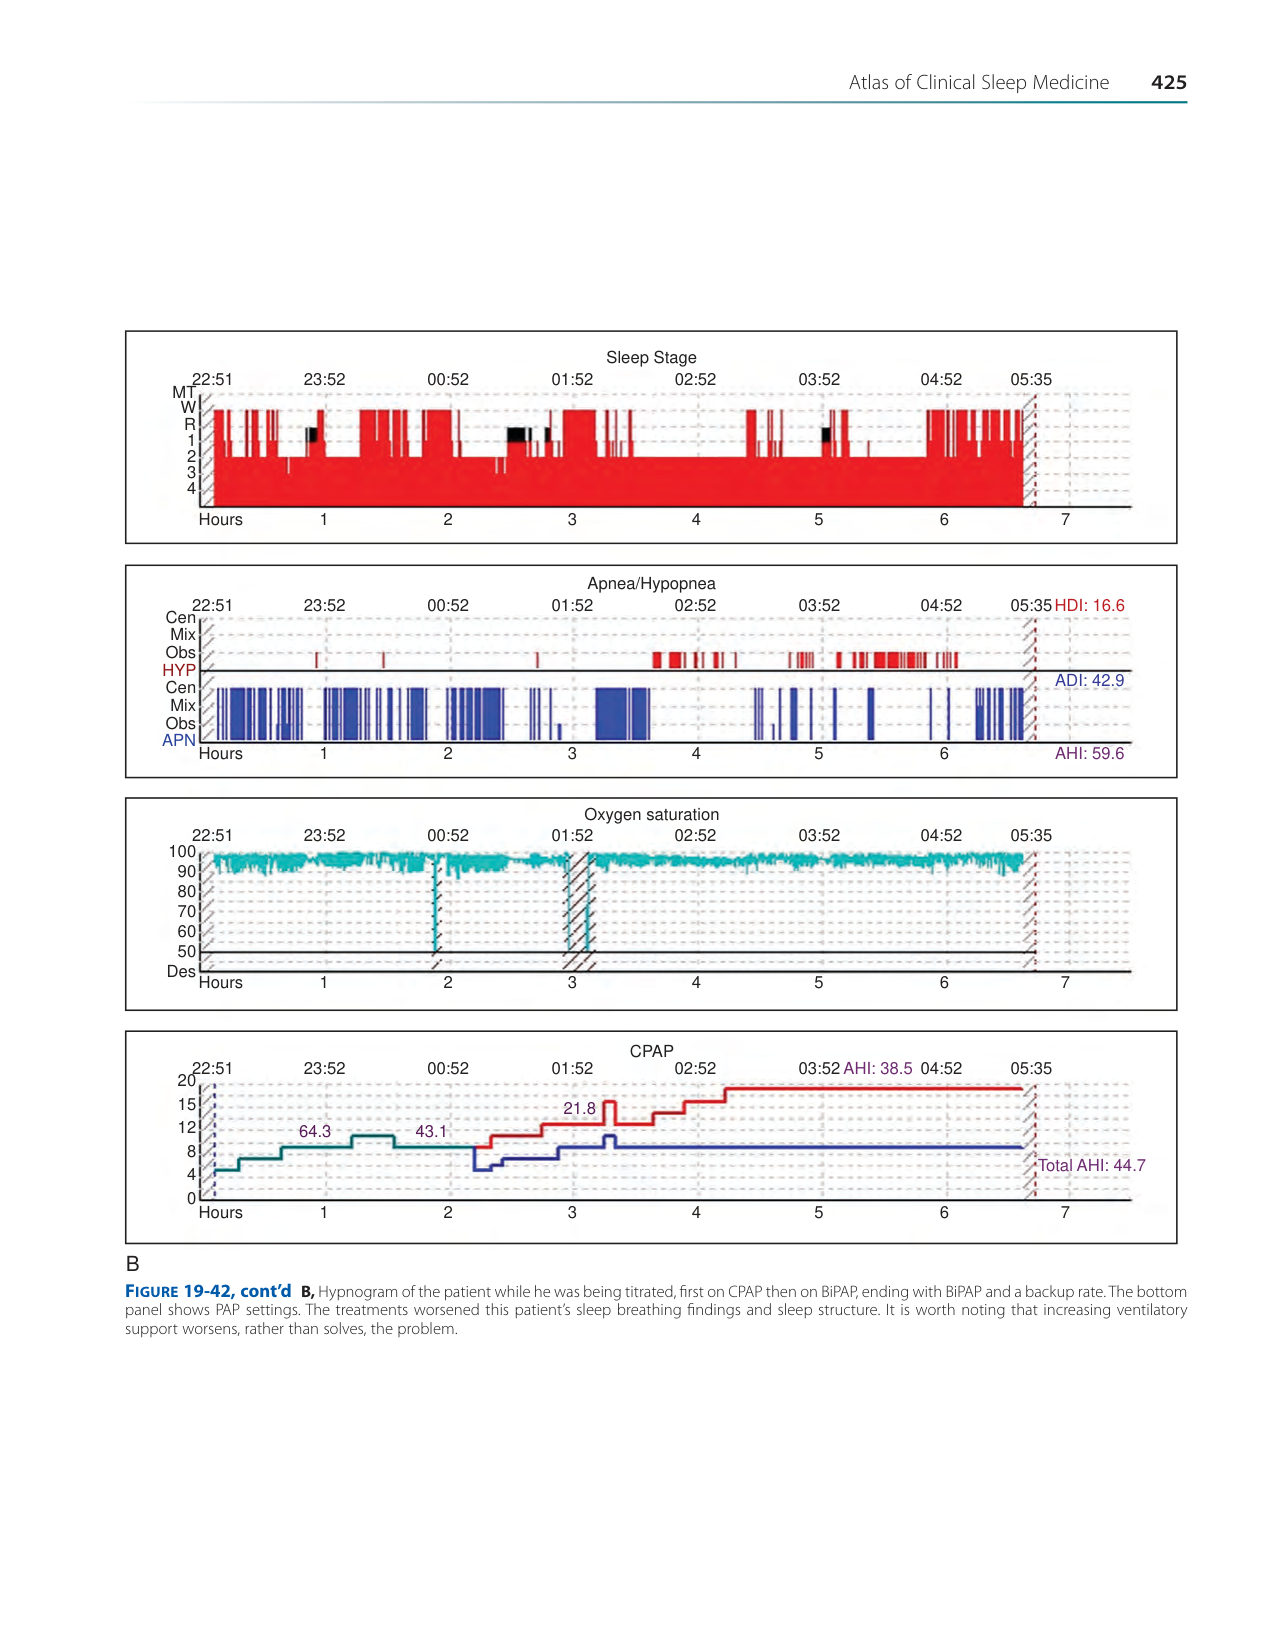 Atlas of Clinical Sleep Medicine 425
Sleep Stage
22:51 23:52 00:52 01:52 02:52 03:52 04:52 05:35
MT
W
R
1
2
3
4
Hours 1 2 3 4 5 6 7
Apnea/Hypopnea
22:51 23:52 00:52 01:52 02:52 03:52 04:52 05:35 HDI: 16.6
Cen
Mix
Obs
HYP
Cen ADI: 42.9
Mix
Obs
APN
Hours 1 2 3 4 5 6 AHI: 59.6
Oxygen saturation
22:51 23:52 00:52 01:52 02:52 03:52 04:52 05:35
100
90
80
70
60
50
Des
Hours 1 2 3 4 5 6 7
CPAP
22:51 23:52 00:52 01:52 02:52 03:52 AHI: 38.5 04:52 05:35
20
15
21.8
12
64.3 43.1
8
4 Total AHI: 44.7
0
Hours 1 2 3 4 5 6 7
B
FIGURE 19-42, cont'd B, Hypnogram of the patient while he was being titrated, first on CPAP then on BiPAP, ending with BiPAP and a backup rate. The bottom
panel shows PAP settings. The treatments worsened this patient's sleep breathing findings and sleep structure. It is worth noting that increasing ventilatory
support worsens, rather than solves, the problem.